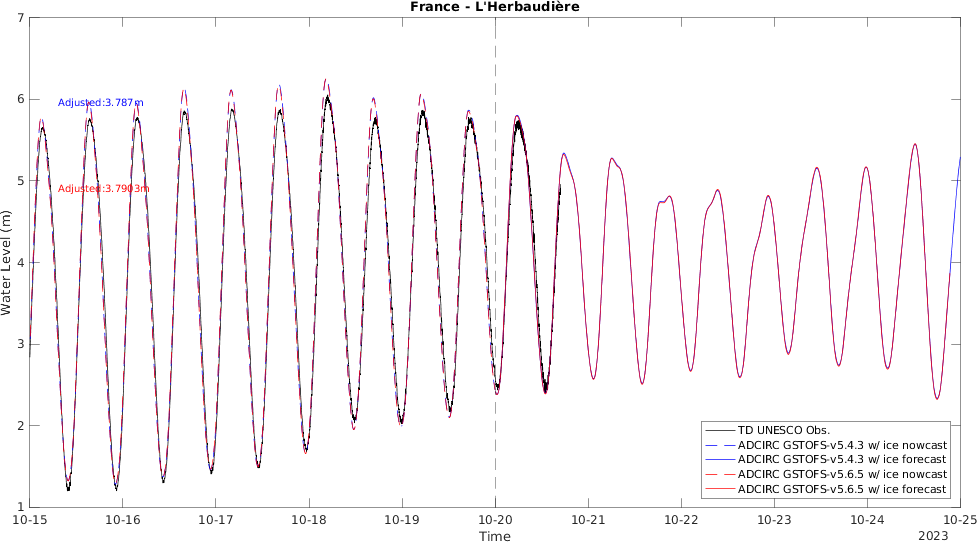 France - L'Herbaudière
7
6
5
4
3
2
1
Water Level (m)
Adjusted:3.787m
Adjusted:3.7903m
TD UNESCO Obs.
ADCIRC GSTOFS-v5.4.3 w/ ice nowcast
ADCIRC GSTOFS-v5.4.3 w/ ice forecast
ADCIRC GSTOFS-v5.6.5 w/ ice nowcast
ADCIRC GSTOFS-v5.6.5 w/ ice forecast
10-15 10-16 10-17 10-18 10-19 10-20 10-21 10-22 10-23 10-24 10-25
Time
2023